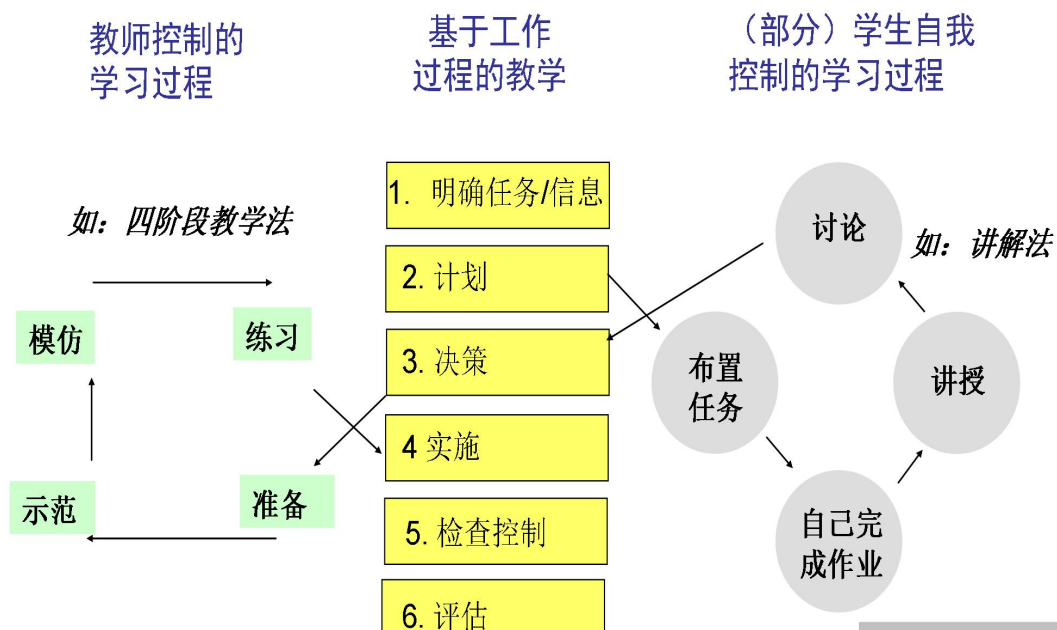 教师控制的
学习过程
基于工作
过程的教学
（部分）学生自我
控制的学习过程
如：四阶段教学法
模仿
练习
示范
准备
1. 明确任务/信息
2. 计划
3. 决策
4 实施
5. 检查控制
6. 评估
讨论
如：讲解法
布置
任务
讲授
自己完
成作业